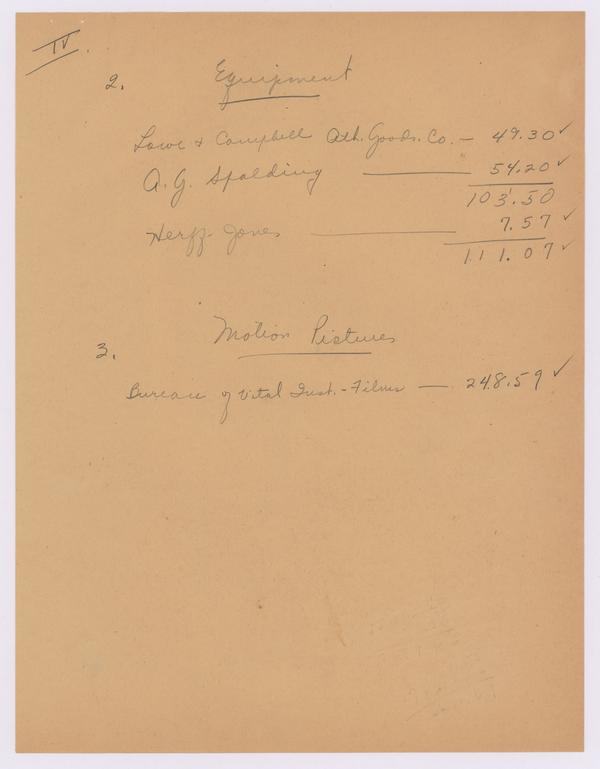 IV.
2. Equipment
Lowe & Campbell Ath. Goods. Co. — 49.30 ✓
A. G. Spalding — 54.20 ✓
103.50
Herff-Jones — 7.57 ✓
111.07 ✓
3. Motion Pictures
Bureau of Vital Inst. - Films — 248.59 ✓